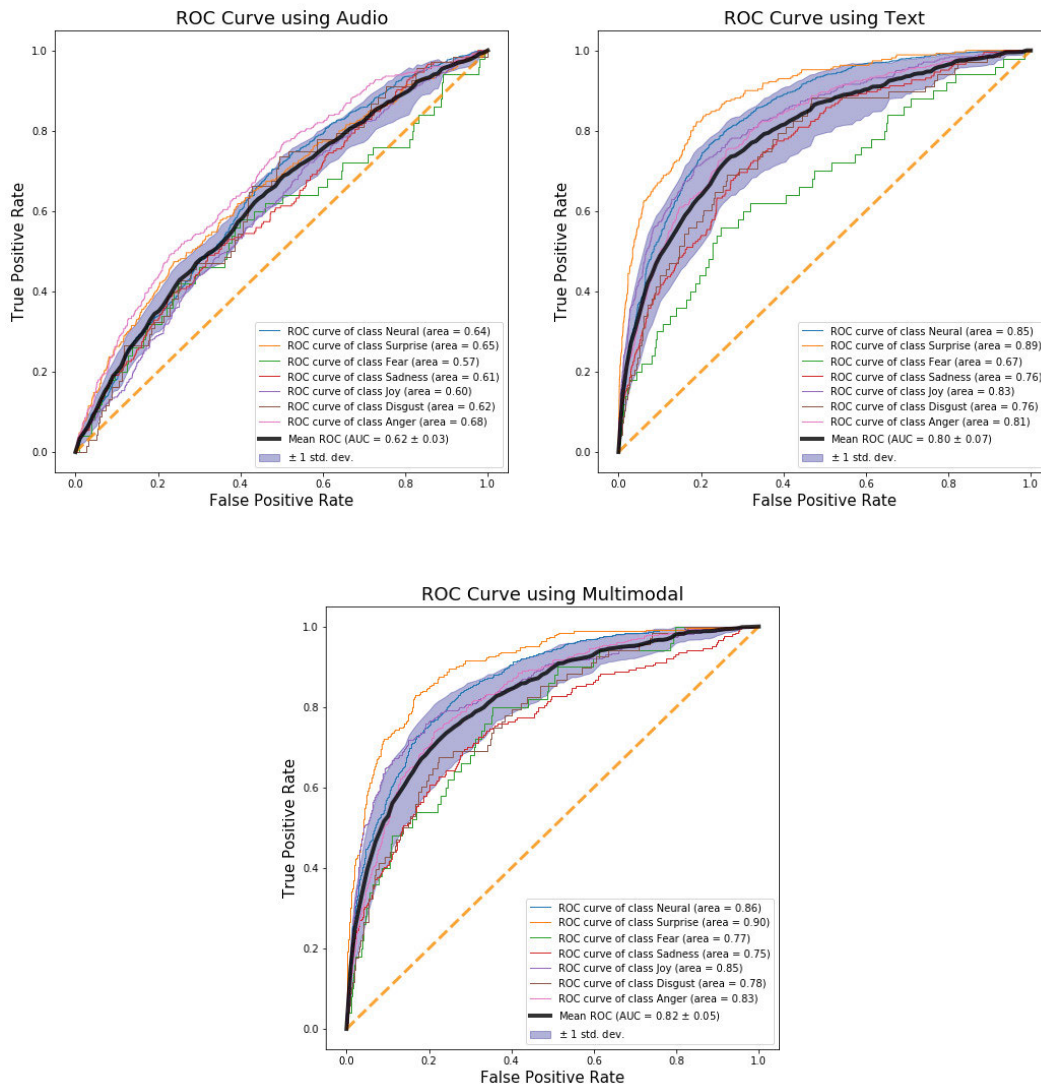 ROC Curve using Audio
True Positive Rate
1.0
0.8
0.6
0.4
0.2
0.0
ROC curve of class Neural (area = 0.64)
ROC curve of class Surprise (area = 0.65)
ROC curve of class Fear (area = 0.57)
ROC curve of class Sadness (area = 0.61)
ROC curve of class Joy (area = 0.60)
ROC curve of class Disgust (area = 0.62)
ROC curve of class Anger (area = 0.68)
Mean ROC (AUC = 0.62 ± 0.03)
± 1 std. dev.
0.0 0.2 0.4 0.6 0.8 1.0
False Positive Rate
ROC Curve using Text
True Positive Rate
1.0
0.8
0.6
0.4
0.2
0.0
ROC curve of class Neural (area = 0.85)
ROC curve of class Surprise (area = 0.89)
ROC curve of class Fear (area = 0.67)
ROC curve of class Sadness (area = 0.76)
ROC curve of class Joy (area = 0.83)
ROC curve of class Disgust (area = 0.76)
ROC curve of class Anger (area = 0.81)
Mean ROC (AUC = 0.80 ± 0.07)
± 1 std. dev.
0.0 0.2 0.4 0.6 0.8 1.0
False Positive Rate
ROC Curve using Multimodal
True Positive Rate
1.0
0.8
0.6
0.4
0.2
0.0
ROC curve of class Neural (area = 0.86)
ROC curve of class Surprise (area = 0.90)
ROC curve of class Fear (area = 0.77)
ROC curve of class Sadness (area = 0.75)
ROC curve of class Joy (area = 0.85)
ROC curve of class Disgust (area = 0.78)
ROC curve of class Anger (area = 0.83)
Mean ROC (AUC = 0.82 ± 0.05)
± 1 std. dev.
0.0 0.2 0.4 0.6 0.8 1.0
False Positive Rate